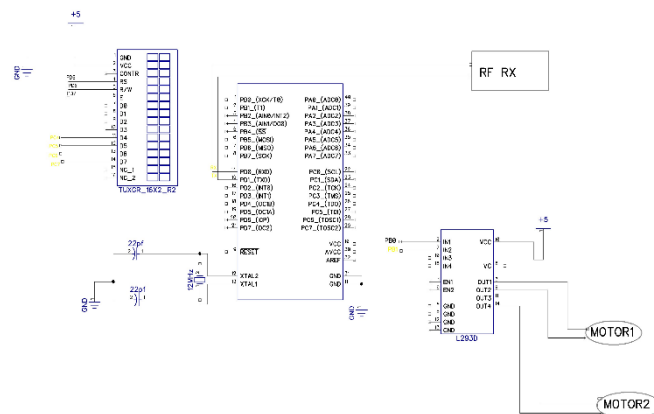 +5
RF RX
GND
GND
VCC
CONTR
RS
R/W
E
D0
D1
D2
D3
D4
D5
D6
D7
NC_1
NC_2
TUXGR_16X2_R2
PB0_(XCK/T0)
PB1_(T1)
PB2_(AIN0/INT2)
PB3_(AIN1/OC0)
PB4_(SS)
PB5_(MOSI)
PB6_(MISO)
PB7_(SCK)
PD0_(RXD)
PD1_(TXD)
PD2_(INT0)
PD3_(INT1)
PD4_(OC1B)
PD5_(OC1A)
PD6_(ICP)
PD7_(OC2)
RESET
XTAL2
XTAL1
PA0_(ADC0)
PA1_(ADC1)
PA2_(ADC2)
PA3_(ADC3)
PA4_(ADC4)
PA5_(ADC5)
PA6_(ADC6)
PA7_(ADC7)
PC0_(SCL)
PC1_(SDA)
PC2_(TCK)
PC3_(TMS)
PC4_(TDO)
PC5_(TDI)
PC6_(TOSC1)
PC7_(TOSC2)
VCC
AVCC
AREF
GND
GND
22pf
12MHz
22pf
GND
GND
+5
PB0
IN1
IN2
IN3
IN4
EN1
EN2
GND
GND
GND
GND
VCC
VC
OUT1
OUT2
OUT3
OUT4
L293D
MOTOR1
MOTOR2